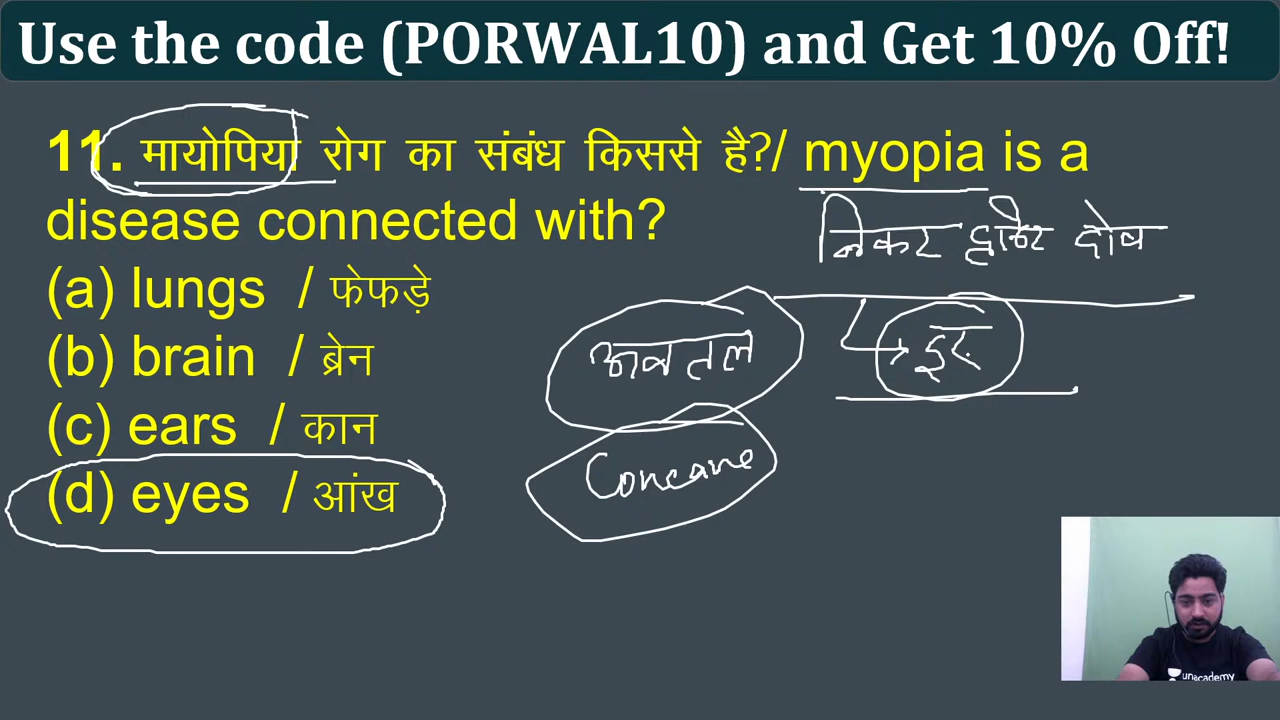 Use the code (PORWAL10) and Get 10% Off!
11. मायोपिया रोग का संबंध किससे है?/ myopia is a
disease connected with?
निकट दृष्टि दोष
(a) lungs / फेफड़े
(b) brain / ब्रेन
अवतल
दूर
(c) ears / कान
Concave
(d) eyes / आंख
unacademy